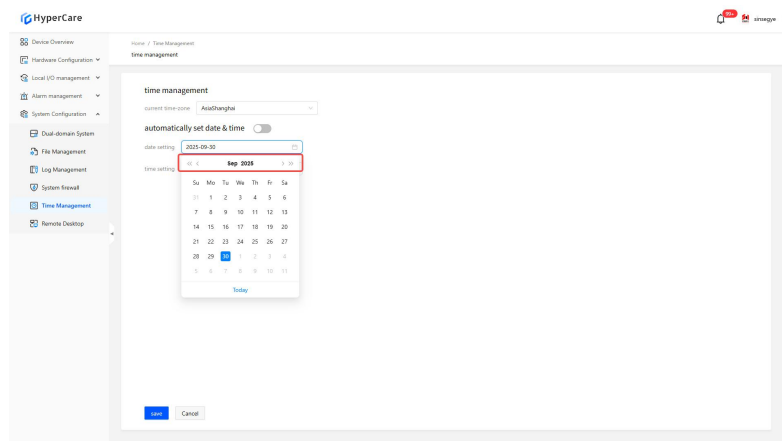 HyperCare
99+
sinsegye
Device Overview
Hardware Configuration
Local I/O management
Alarm management
System Configuration
Dual-domain System
File Management
Log Management
System firewall
Time Management
Remote Desktop
Home / Time Management
time management
time management
current time-zone AsiaShanghai
automatically set date & time
date setting 2025-09-30
time setting
« < Sep 2025 > »
Su Mo Tu We Th Fr Sa
31 1 2 3 4 5 6
7 8 9 10 11 12 13
14 15 16 17 18 19 20
21 22 23 24 25 26 27
28 29 30 1 2 3 4
5 6 7 8 9 10 11
Today
save Cancel